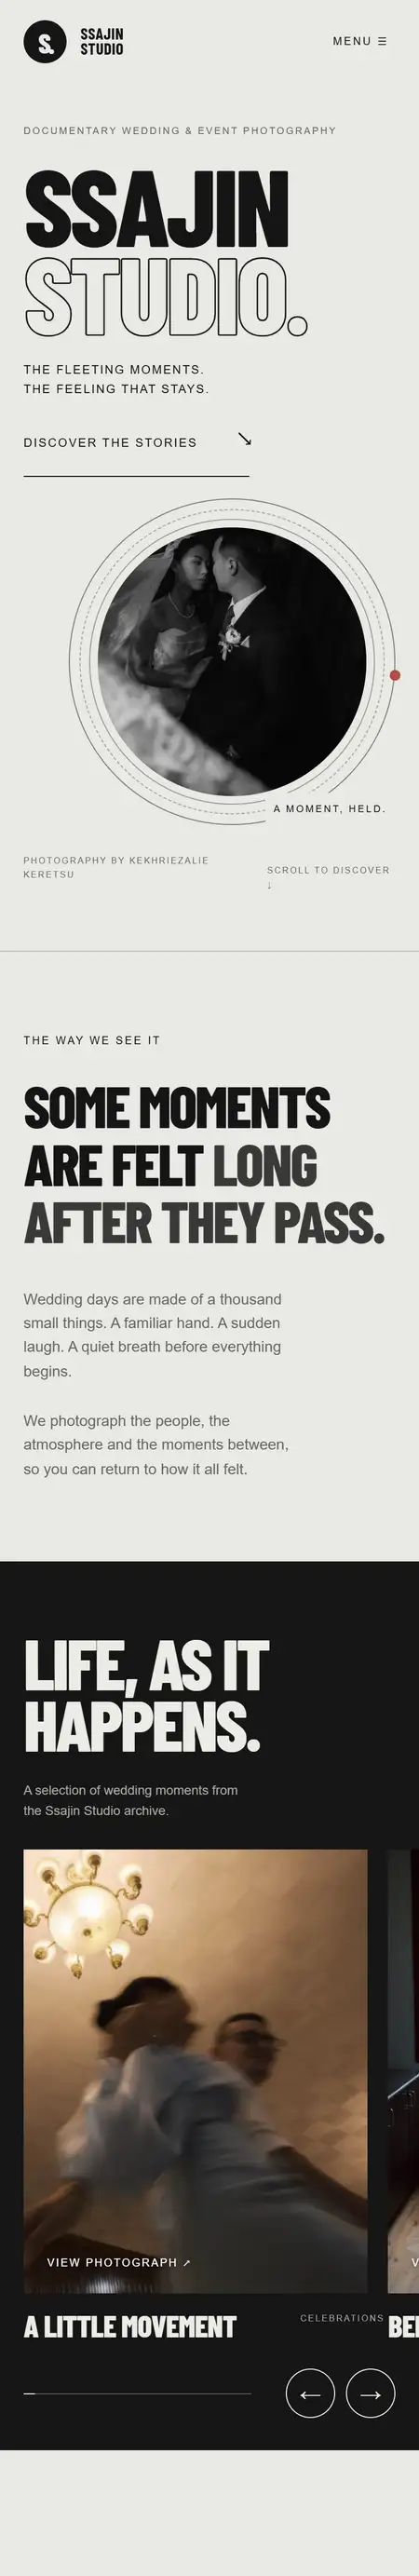 S.
SSAJIN
STUDIO
MENU ☰
DOCUMENTARY WEDDING & EVENT PHOTOGRAPHY
SSAJIN
STUDIO.
THE FLEETING MOMENTS.
THE FEELING THAT STAYS.
DISCOVER THE STORIES ↘
A MOMENT, HELD.
PHOTOGRAPHY BY KEKHRIEZALIE
KERETSU
SCROLL TO DISCOVER
↓
THE WAY WE SEE IT
SOME MOMENTS
ARE FELT LONG
AFTER THEY PASS.
Wedding days are made of a thousand
small things. A familiar hand. A sudden
laugh. A quiet breath before everything
begins.
We photograph the people, the
atmosphere and the moments between,
so you can return to how it all felt.
LIFE, AS IT
HAPPENS.
A selection of wedding moments from
the Ssajin Studio archive.
VIEW PHOTOGRAPH ↗
A LITTLE MOVEMENT
CELEBRATIONS
← →